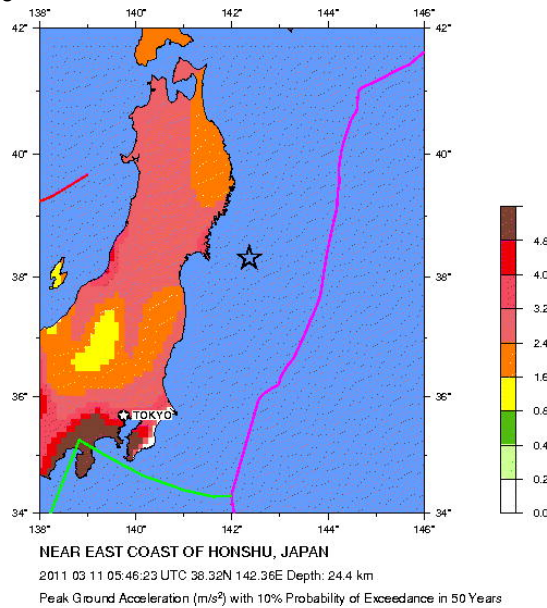 138° 140° 142° 144° 146°
42° 42°
40° 40°
38° 38°
36° 36°
34° 34°
TOKYO
138° 140° 142° 144° 146°
4.8
4.0
3.2
2.4
1.6
0.8
0.4
0.2
0.0
NEAR EAST COAST OF HONSHU, JAPAN
2011 03 11 05:46:23 UTC 38.32N 142.36E Depth: 24.4 km
Peak Ground Acceleration (m/s²) with 10% Probability of Exceedance in 50 Years